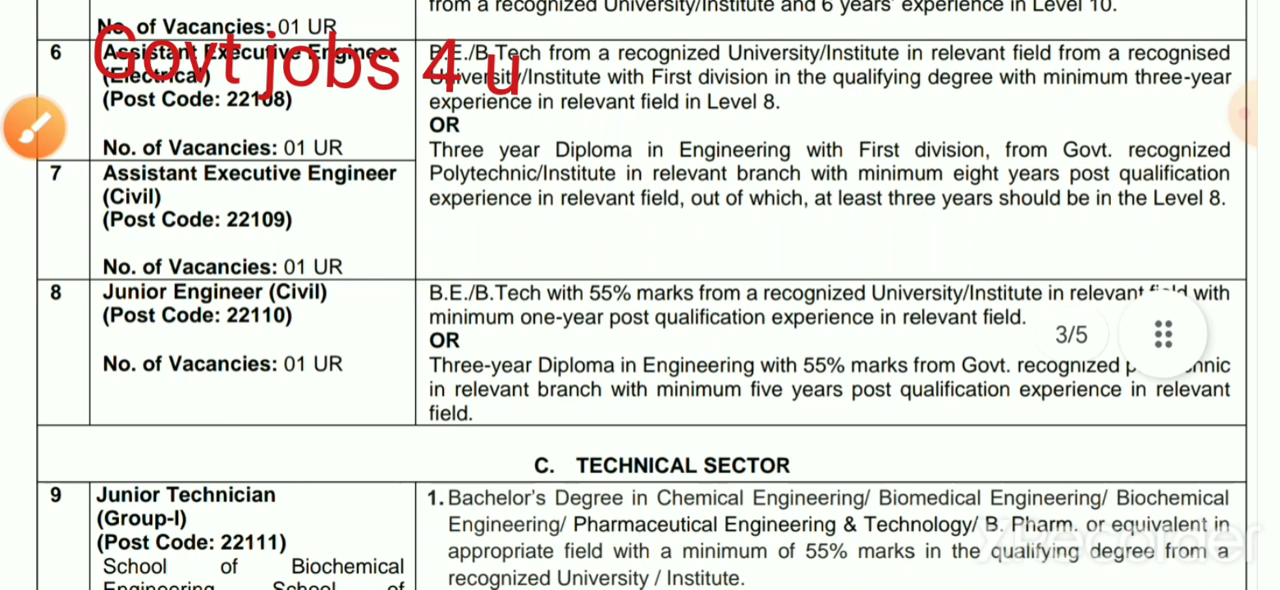 from a recognized University/Institute and 6 years' experience in Level 10.
No. of Vacancies: 01 UR
Govt jobs 4 u
6
Assistant Executive Engineer
(Electrical)
(Post Code: 22108)
No. of Vacancies: 01 UR
B.E./B.Tech from a recognized University/Institute in relevant field from a recognised
University/Institute with First division in the qualifying degree with minimum three-year
experience in relevant field in Level 8.
OR
Three year Diploma in Engineering with First division, from Govt. recognized
Polytechnic/Institute in relevant branch with minimum eight years post qualification
experience in relevant field, out of which, at least three years should be in the Level 8.
7
Assistant Executive Engineer
(Civil)
(Post Code: 22109)
No. of Vacancies: 01 UR
8
Junior Engineer (Civil)
(Post Code: 22110)
No. of Vacancies: 01 UR
B.E./B.Tech with 55% marks from a recognized University/Institute in relevant with
minimum one-year post qualification experience in relevant field.
OR
Three-year Diploma in Engineering with 55% marks from Govt. recognized
in relevant branch with minimum five years post qualification experience in relevant
field.
3/5
C. TECHNICAL SECTOR
9
Junior Technician
(Group-I)
(Post Code: 22111)
School of Biochemical
Engineering School of
1. Bachelor's Degree in Chemical Engineering/ Biomedical Engineering/ Biochemical
Engineering/ Pharmaceutical Engineering & Technology/ B. Pharm. or equivalent in
appropriate field with a minimum of 55% marks in the qualifying degree from a
recognized University / Institute.
XRecorder